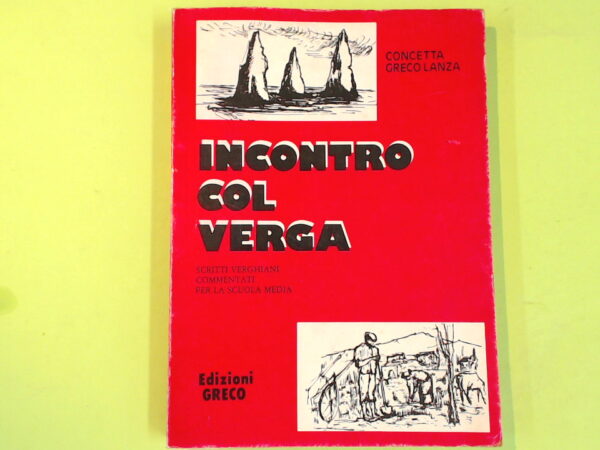 CONCETTA
GRECO LANZA
INCONTRO
COL
VERGA
SCRITTI VERGHIANI
COMMENTATI
PER LA SCUOLA MEDIA
Edizioni
GRECO